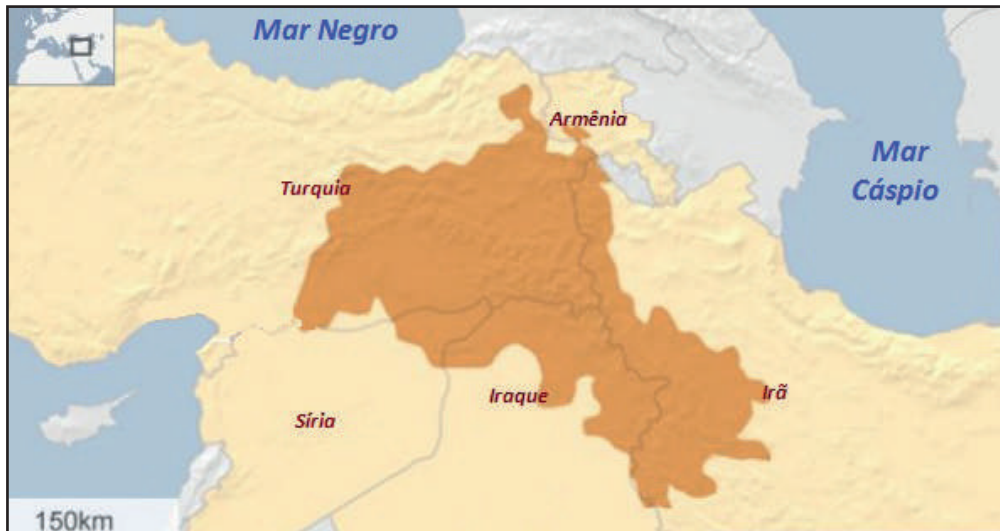 Mar Negro
Armênia
Mar
Cáspio
Turquia
Iraque
Irã
Síria
150km